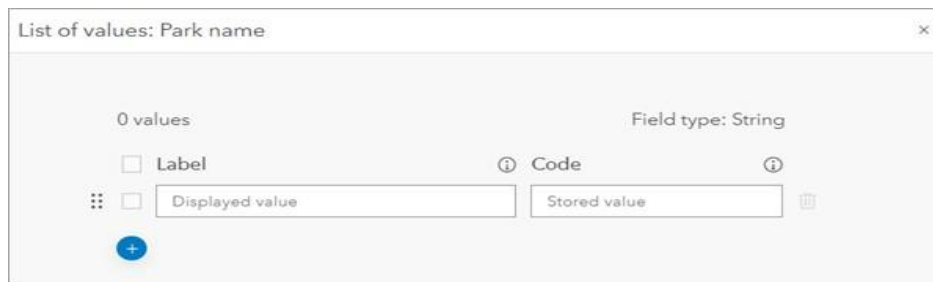 List of values: Park name
0 values Field type: String
Label Code
Displayed value Stored value